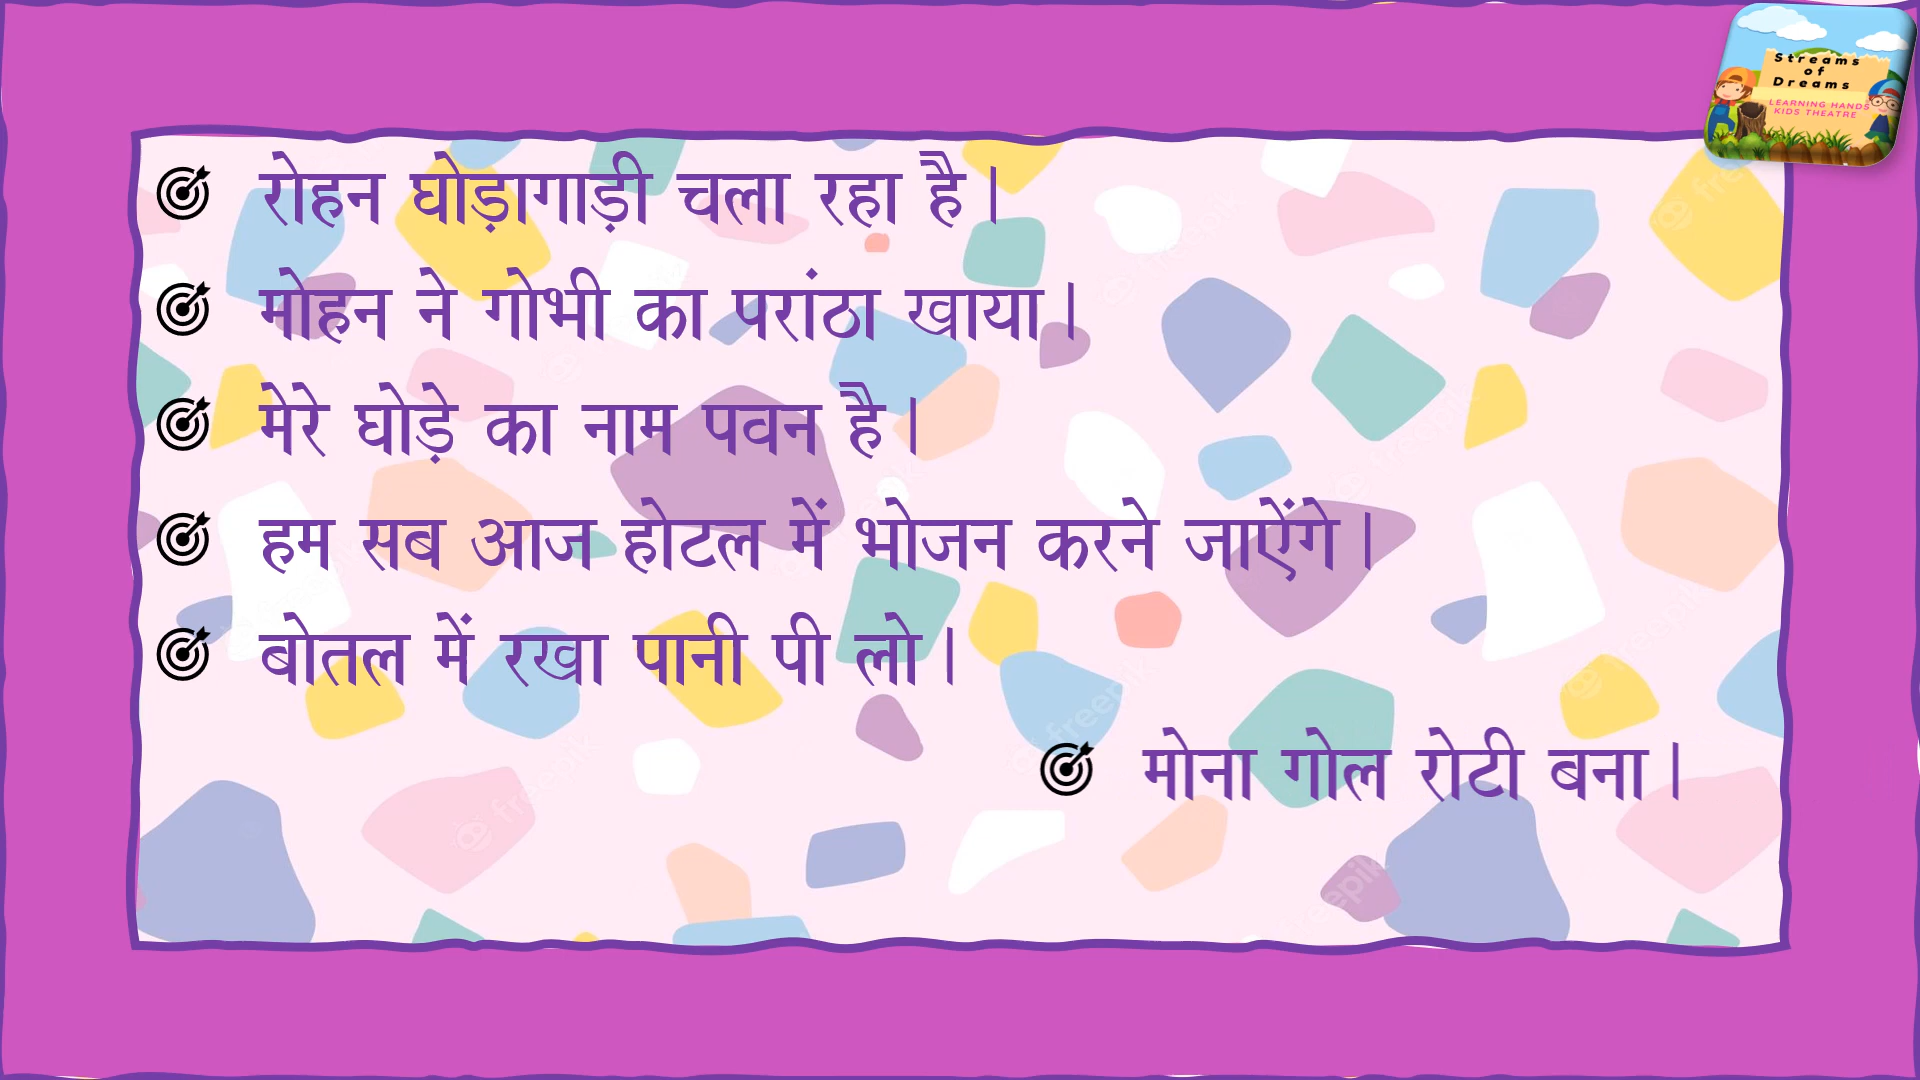 Streams
of
Dreams
LEARNING HANDS
KIDS THEATRE
रोहन घोड़ागाड़ी चला रहा है।
मोहन ने गोभी का परांठा खाया।
मेरे घोड़े का नाम पवन है।
हम सब आज होटल में भोजन करने जाऐंगे।
बोतल में रखा पानी पी लो।
मोना गोल रोटी बना।